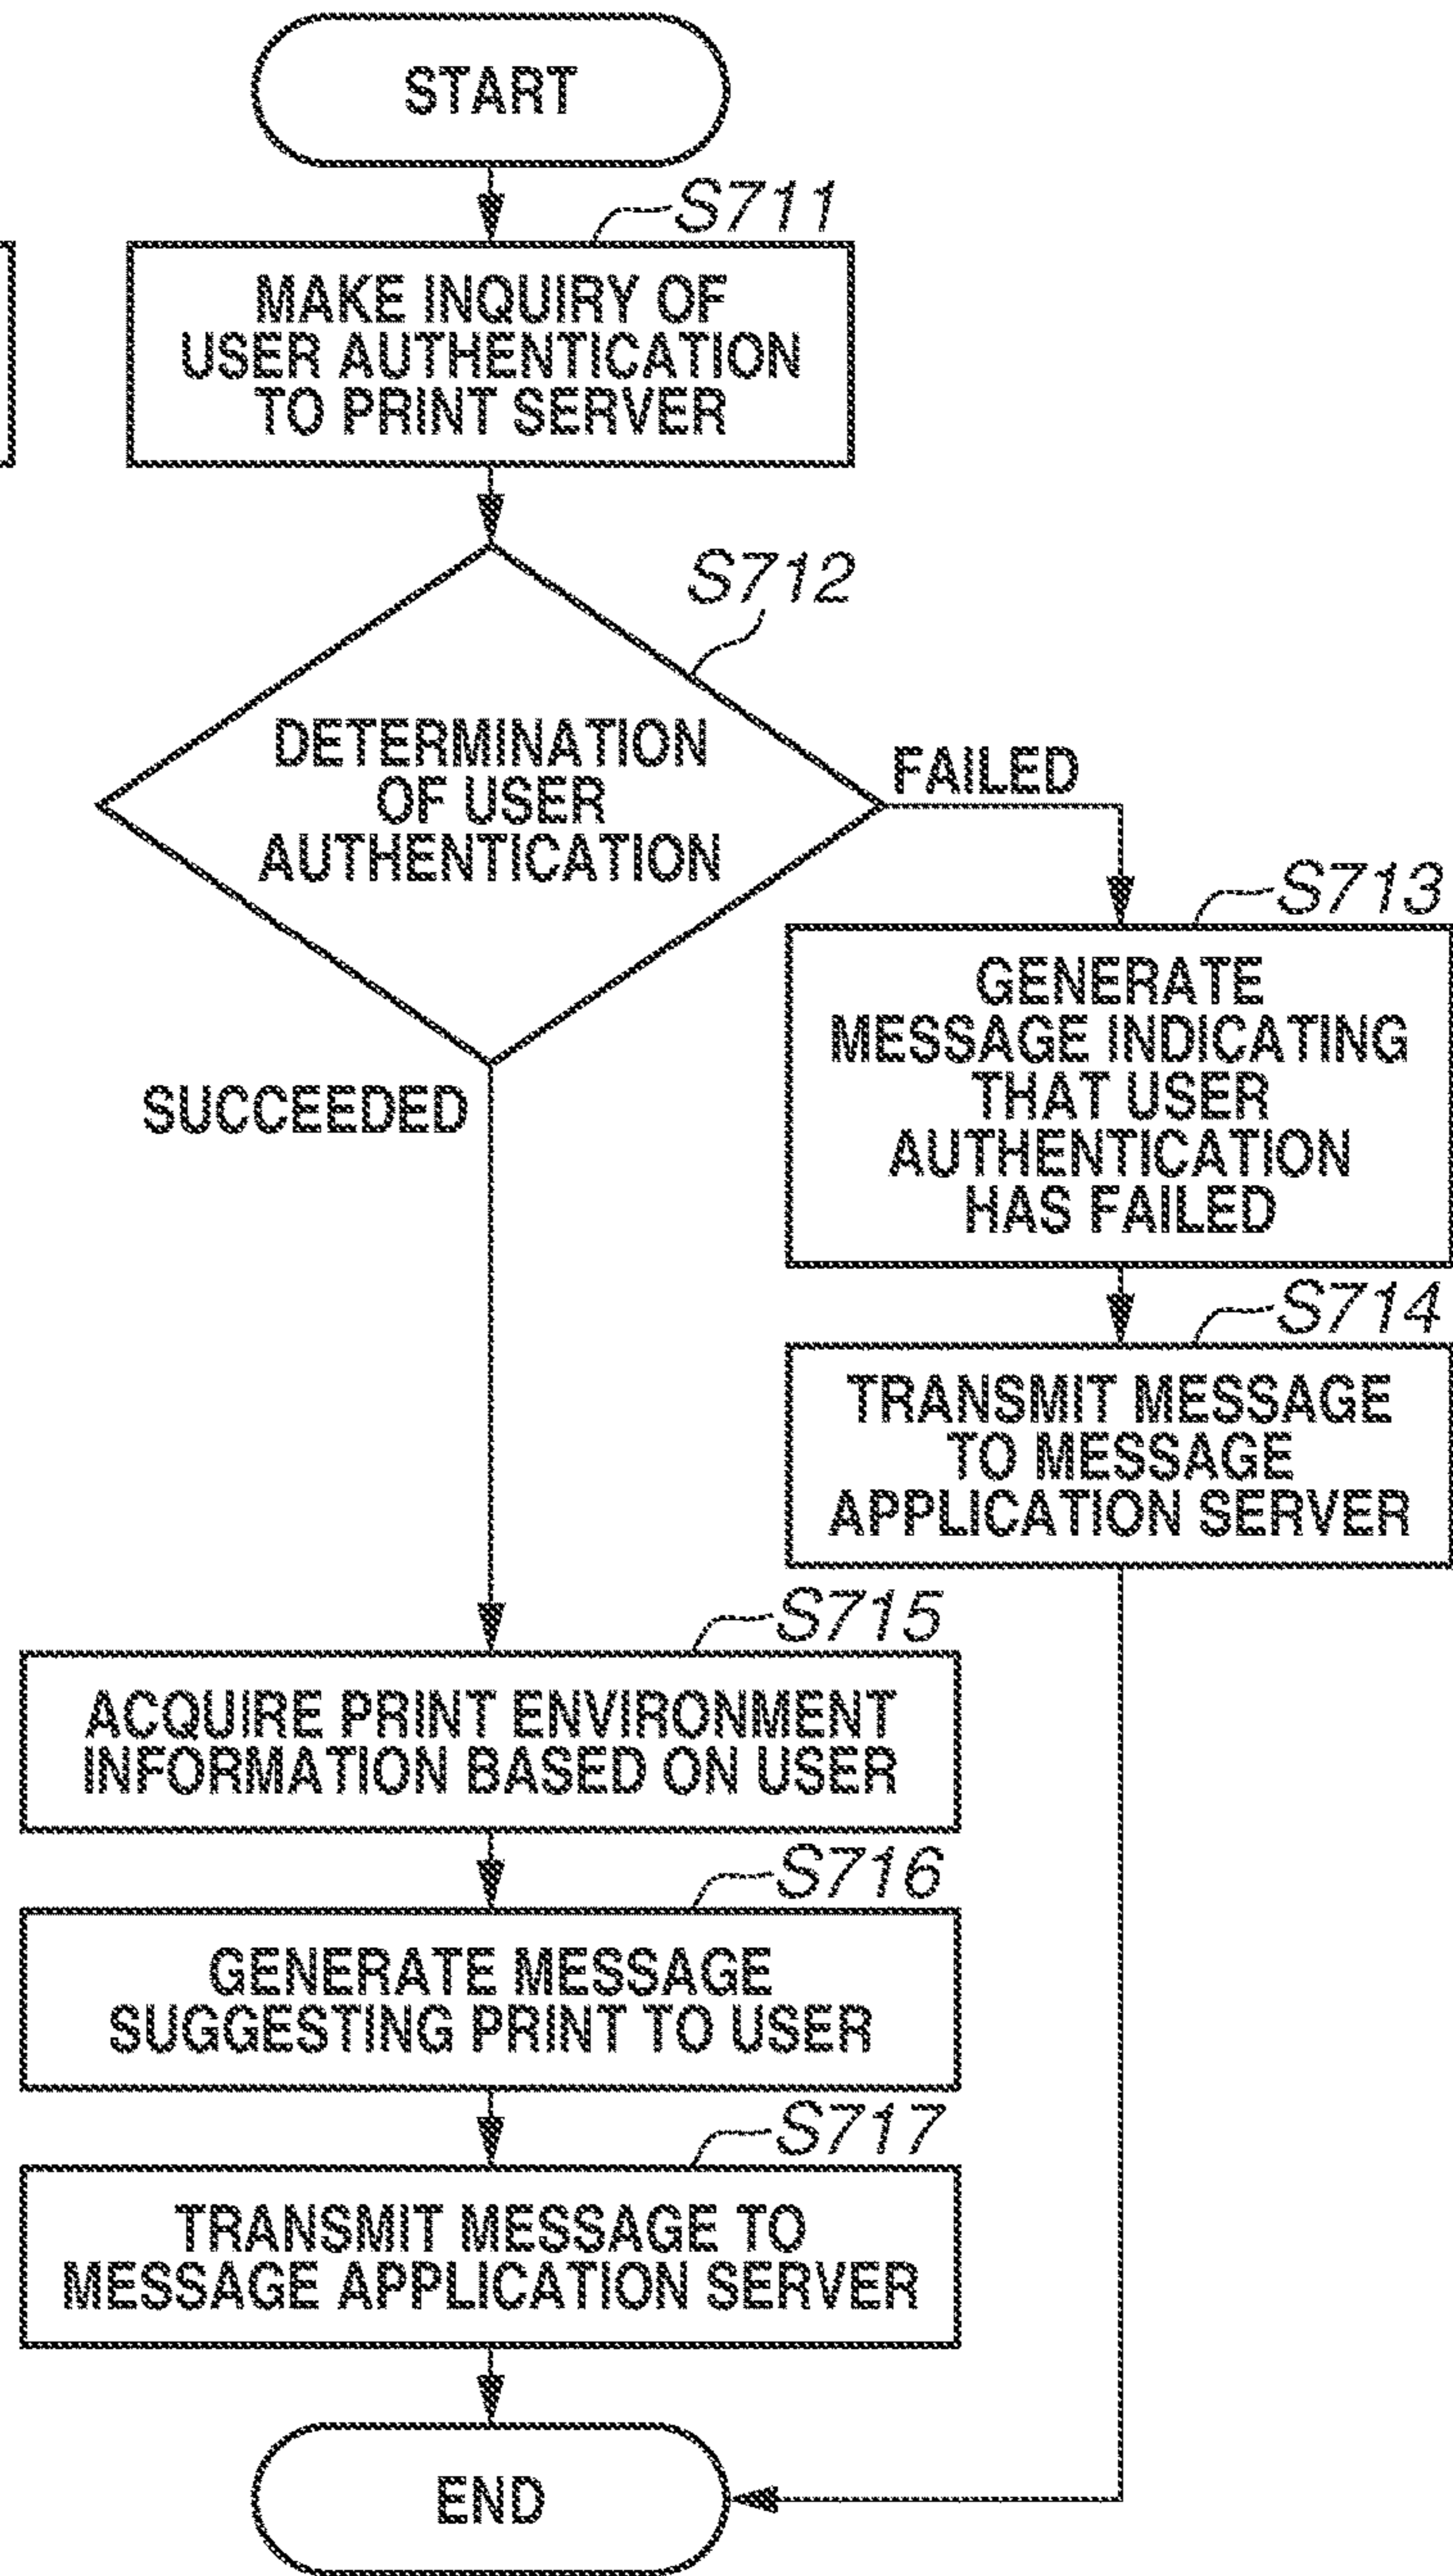 START
S711
MAKE INQUIRY OF
USER AUTHENTICATION
TO PRINT SERVER
S712
DETERMINATION
OF USER
AUTHENTICATION
FAILED
SUCCEEDED
S713
GENERATE
MESSAGE INDICATING
THAT USER
AUTHENTICATION
HAS FAILED
S714
TRANSMIT MESSAGE
TO MESSAGE
APPLICATION SERVER
S715
ACQUIRE PRINT ENVIRONMENT
INFORMATION BASED ON USER
S716
GENERATE MESSAGE
SUGGESTING PRINT TO USER
S717
TRANSMIT MESSAGE TO
MESSAGE APPLICATION SERVER
END